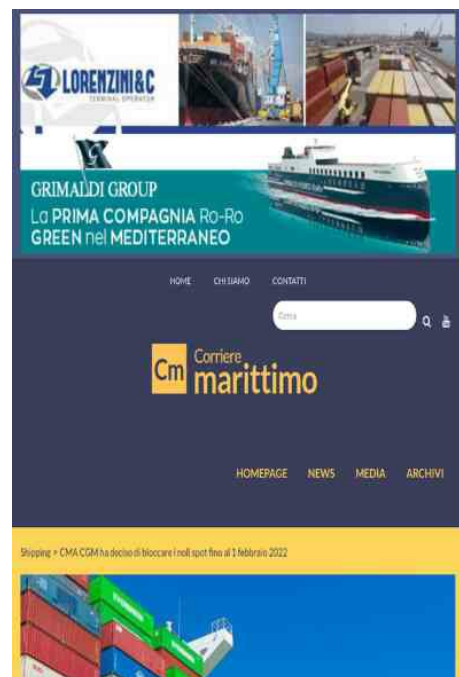 LORENZINI&C
TERMINAL OPERATOR
GRIMALDI GROUP
La PRIMA COMPAGNIA Ro-Ro
GREEN nel MEDITERRANEO
HOME CHI SIAMO CONTATTI
Cerca
Cm Corriere
marittimo
HOMEPAGE NEWS MEDIA ARCHIVI
Shipping > CMA CGM ha deciso di bloccare i noli spot fino al 1 febbraio 2022